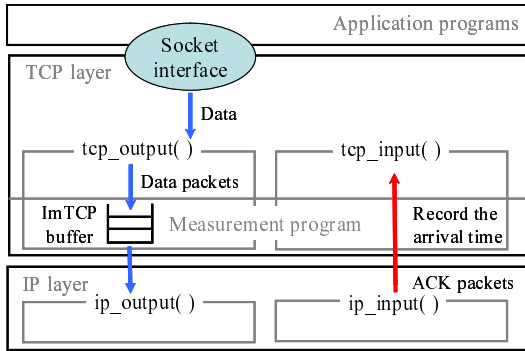 Application programs
Socket
interface
TCP layer
Data
tcp_output( )
tcp_input( )
Data packets
ImTCP
buffer
Measurement program
Record the
arrival time
IP layer
ACK packets
ip_output( )
ip_input( )